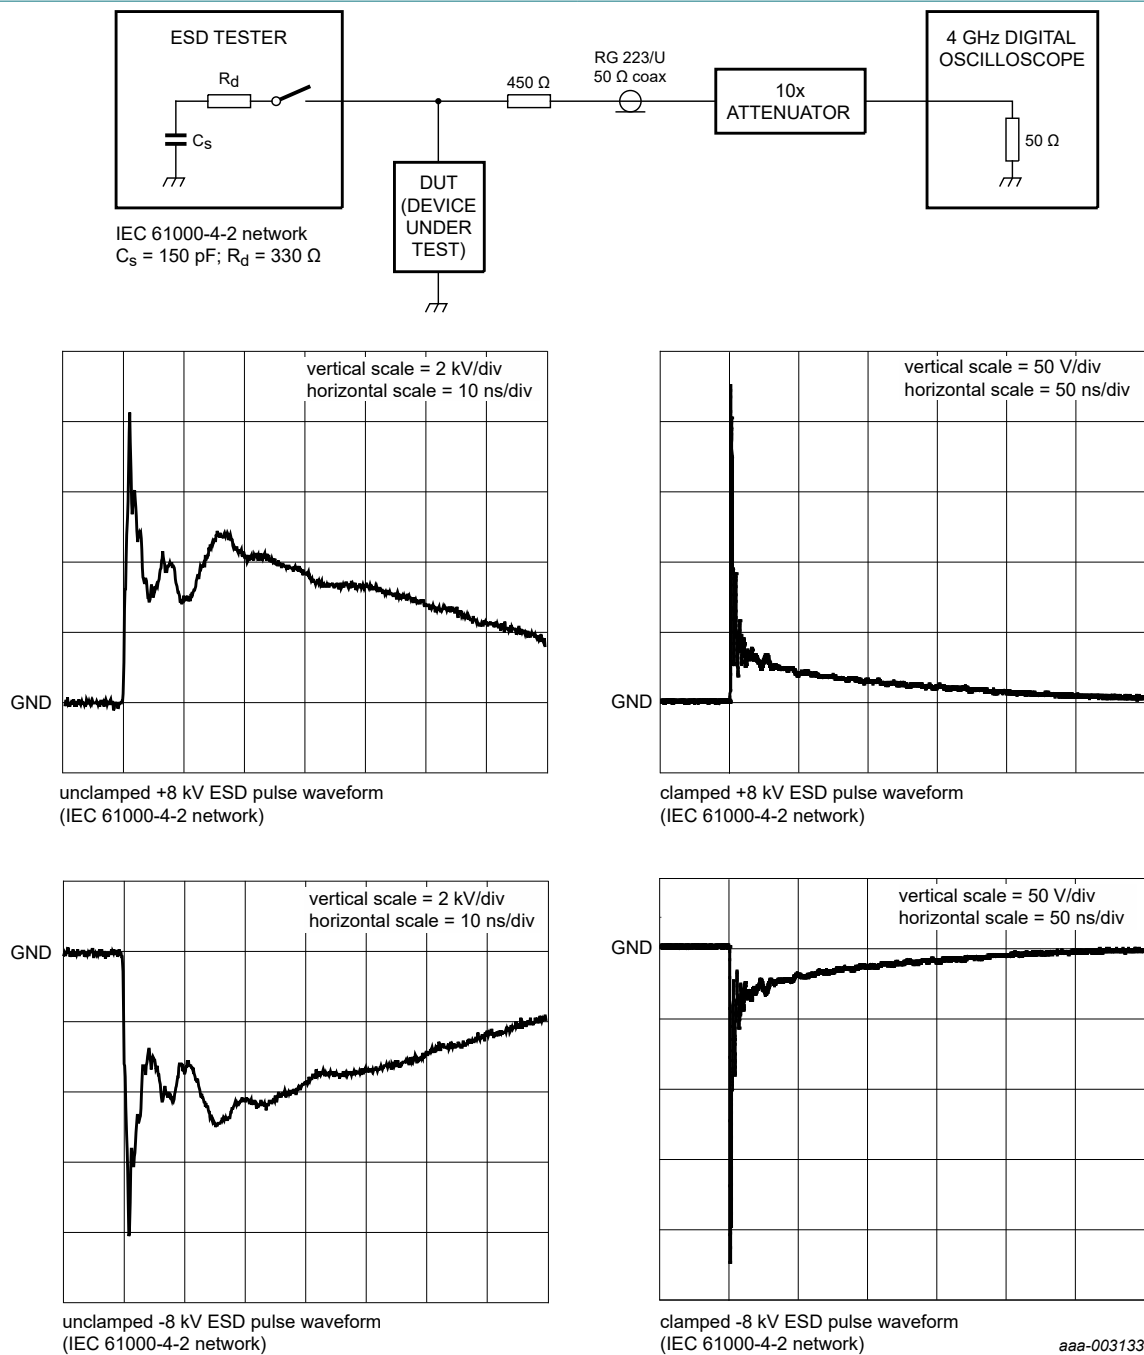 ESD TESTER
Rd
Cs
IEC 61000-4-2 network
Cs = 150 pF; Rd = 330 Ω
DUT
(DEVICE
UNDER
TEST)
450 Ω
RG 223/U
50 Ω coax
10x
ATTENUATOR
4 GHz DIGITAL
OSCILLOSCOPE
50 Ω
vertical scale = 2 kV/div
horizontal scale = 10 ns/div
GND
unclamped +8 kV ESD pulse waveform
(IEC 61000-4-2 network)
vertical scale = 50 V/div
horizontal scale = 50 ns/div
GND
clamped +8 kV ESD pulse waveform
(IEC 61000-4-2 network)
vertical scale = 2 kV/div
horizontal scale = 10 ns/div
GND
unclamped -8 kV ESD pulse waveform
(IEC 61000-4-2 network)
vertical scale = 50 V/div
horizontal scale = 50 ns/div
GND
clamped -8 kV ESD pulse waveform
(IEC 61000-4-2 network)
aaa-003133